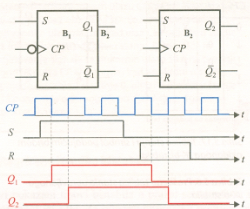 S Q₁ B₁ B₂ S Q₂
CP CP
R Q̄₁ R Q̄₂
CP t
S t
R t
Q₁ t
Q₂ t